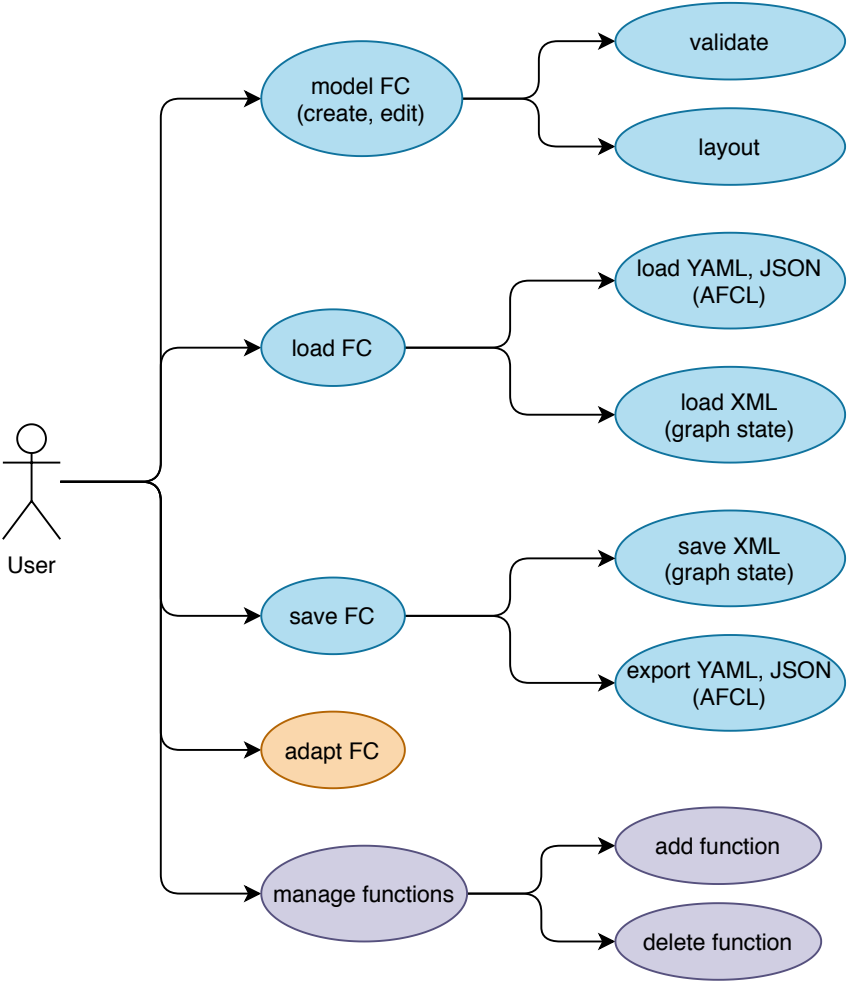 validate
model FC
(create, edit)
layout
load YAML, JSON
(AFCL)
load FC
load XML
(graph state)
User
save XML
(graph state)
save FC
export YAML, JSON
(AFCL)
adapt FC
add function
manage functions
delete function